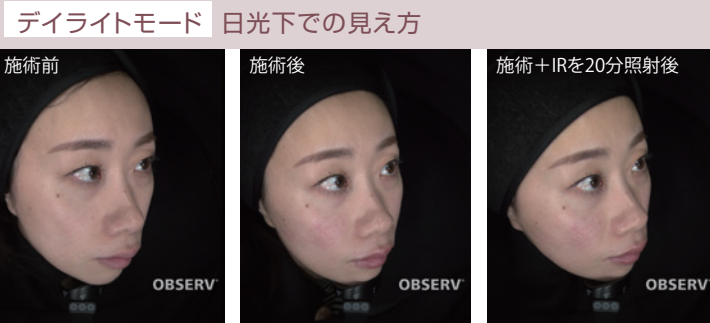 デイライトモード 日光下での見え方
施術前
施術後
施術＋IRを20分照射後
OBSERV
OBSERV
OBSERV